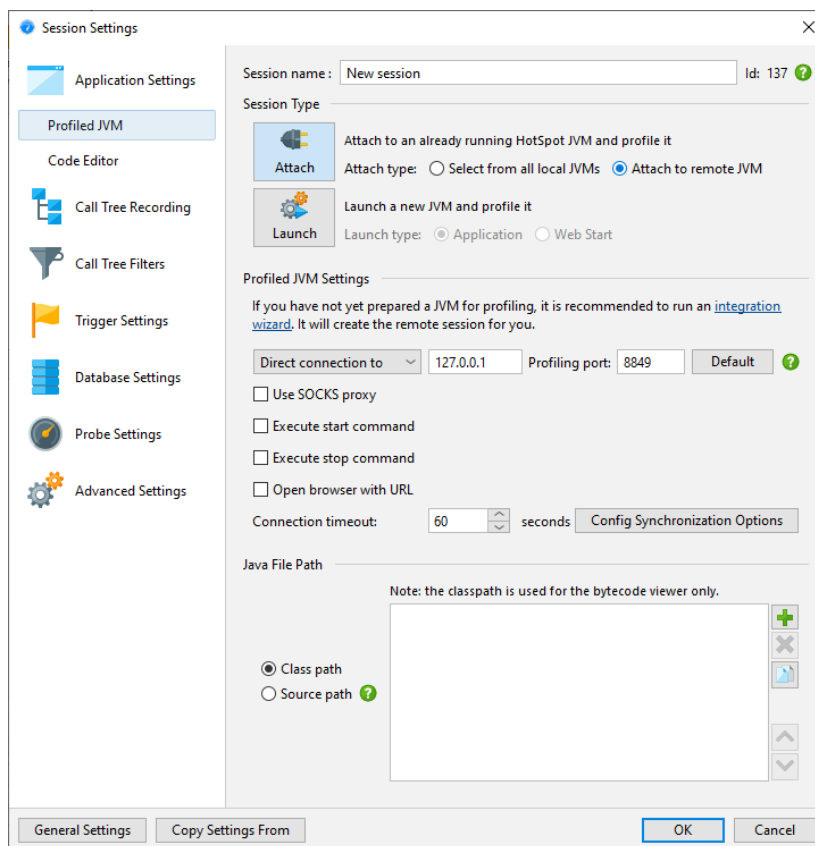 Session Settings
Application Settings
Profiled JVM
Code Editor
Call Tree Recording
Call Tree Filters
Trigger Settings
Database Settings
Probe Settings
Advanced Settings
Session name : New session Id: 137 ?
Session Type
Attach
Attach to an already running HotSpot JVM and profile it
Attach type: Select from all local JVMs Attach to remote JVM
Launch
Launch a new JVM and profile it
Launch type: Application Web Start
Profiled JVM Settings
If you have not yet prepared a JVM for profiling, it is recommended to run an integration
wizard. It will create the remote session for you.
Direct connection to 127.0.0.1 Profiling port: 8849 Default ?
Use SOCKS proxy
Execute start command
Execute stop command
Open browser with URL
Connection timeout: 60 seconds Config Synchronization Options
Java File Path
Note: the classpath is used for the bytecode viewer only.
Class path
Source path ?
General Settings Copy Settings From OK Cancel